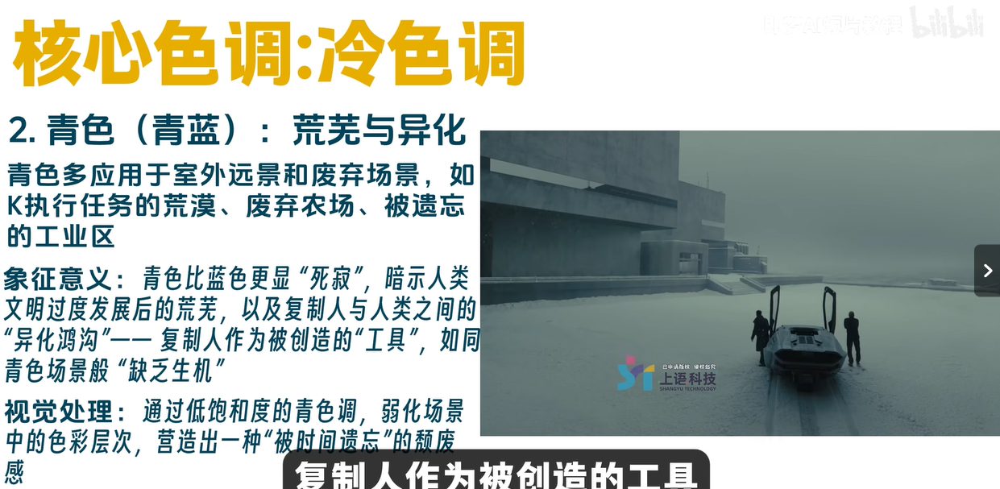 核心色调:冷色调
bilibili
2. 青色（青蓝）：荒芜与异化
青色多应用于室外远景和废弃场景，如
K执行任务的荒漠、废弃农场、被遗忘
的工业区
象征意义：青色比蓝色更显“死寂”，暗示人类
文明过度发展后的荒芜，以及复制人与人类之间的
“异化鸿沟”—— 复制人作为被创造的“工具”，如同
青色场景般“缺乏生机”
视觉处理：通过低饱和度的青色调，弱化场景
中的色彩层次，营造出一种“被时间遗忘”的颓废
感
已申请版权 侵权必究
上语科技
SHANGYU TECHNOLOGY
复制人作为被创造的工具